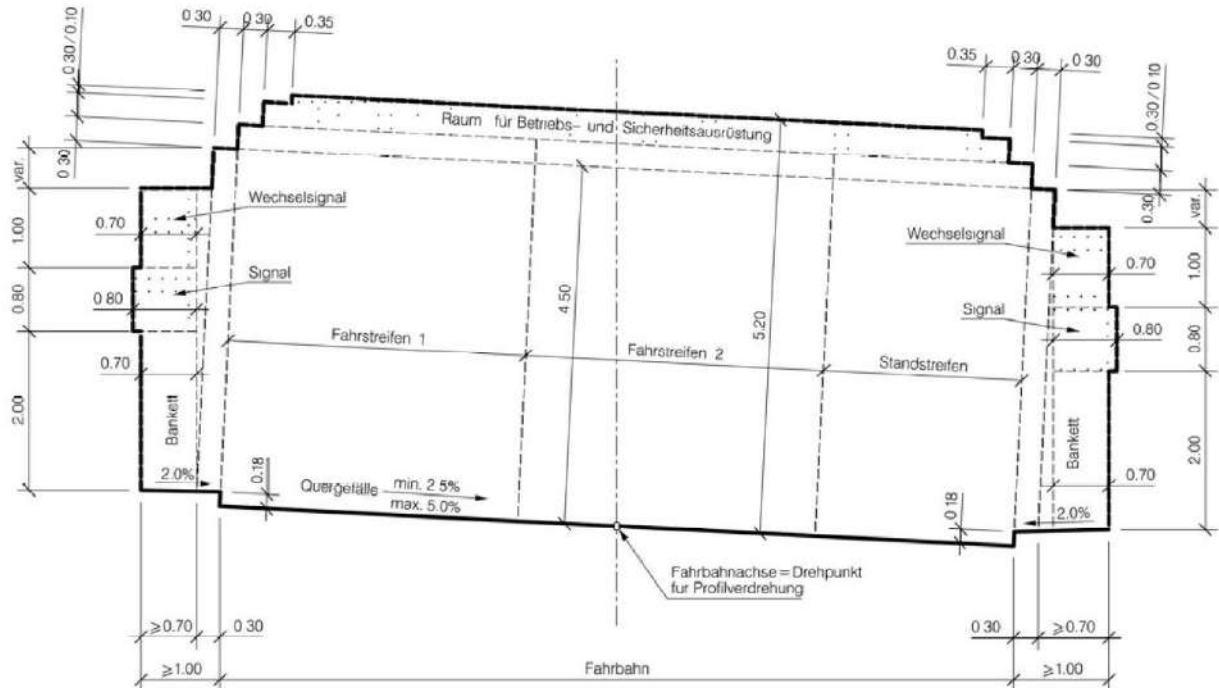 0 30
0 30
0.35
0.35
0 30
0 30
0.30/0.10
0.30/0.10
Raum für Betriebs- und Sicherheitsausrüstung
var.
0.30
0.30
var.
Wechselsignal
Wechselsignal
1.00
0.70
0.70
1.00
Signal
Signal
0.80
0 80
4 50
5.20
0.80
0.80
Fahrstreifen 1
Fahrstreifen 2
Standstreifen
0.70
2.00
Bankett
Bankett
2.00
2.0%
0.18
Quergefälle
min. 2 5%
max. 5.0%
0 18
0.70
2.0%
Fahrbahnachse = Drehpunkt
fur Profilverdrehung
≥0.70
0 30
0 30
≥0.70
≥1.00
Fahrbahn
≥1.00